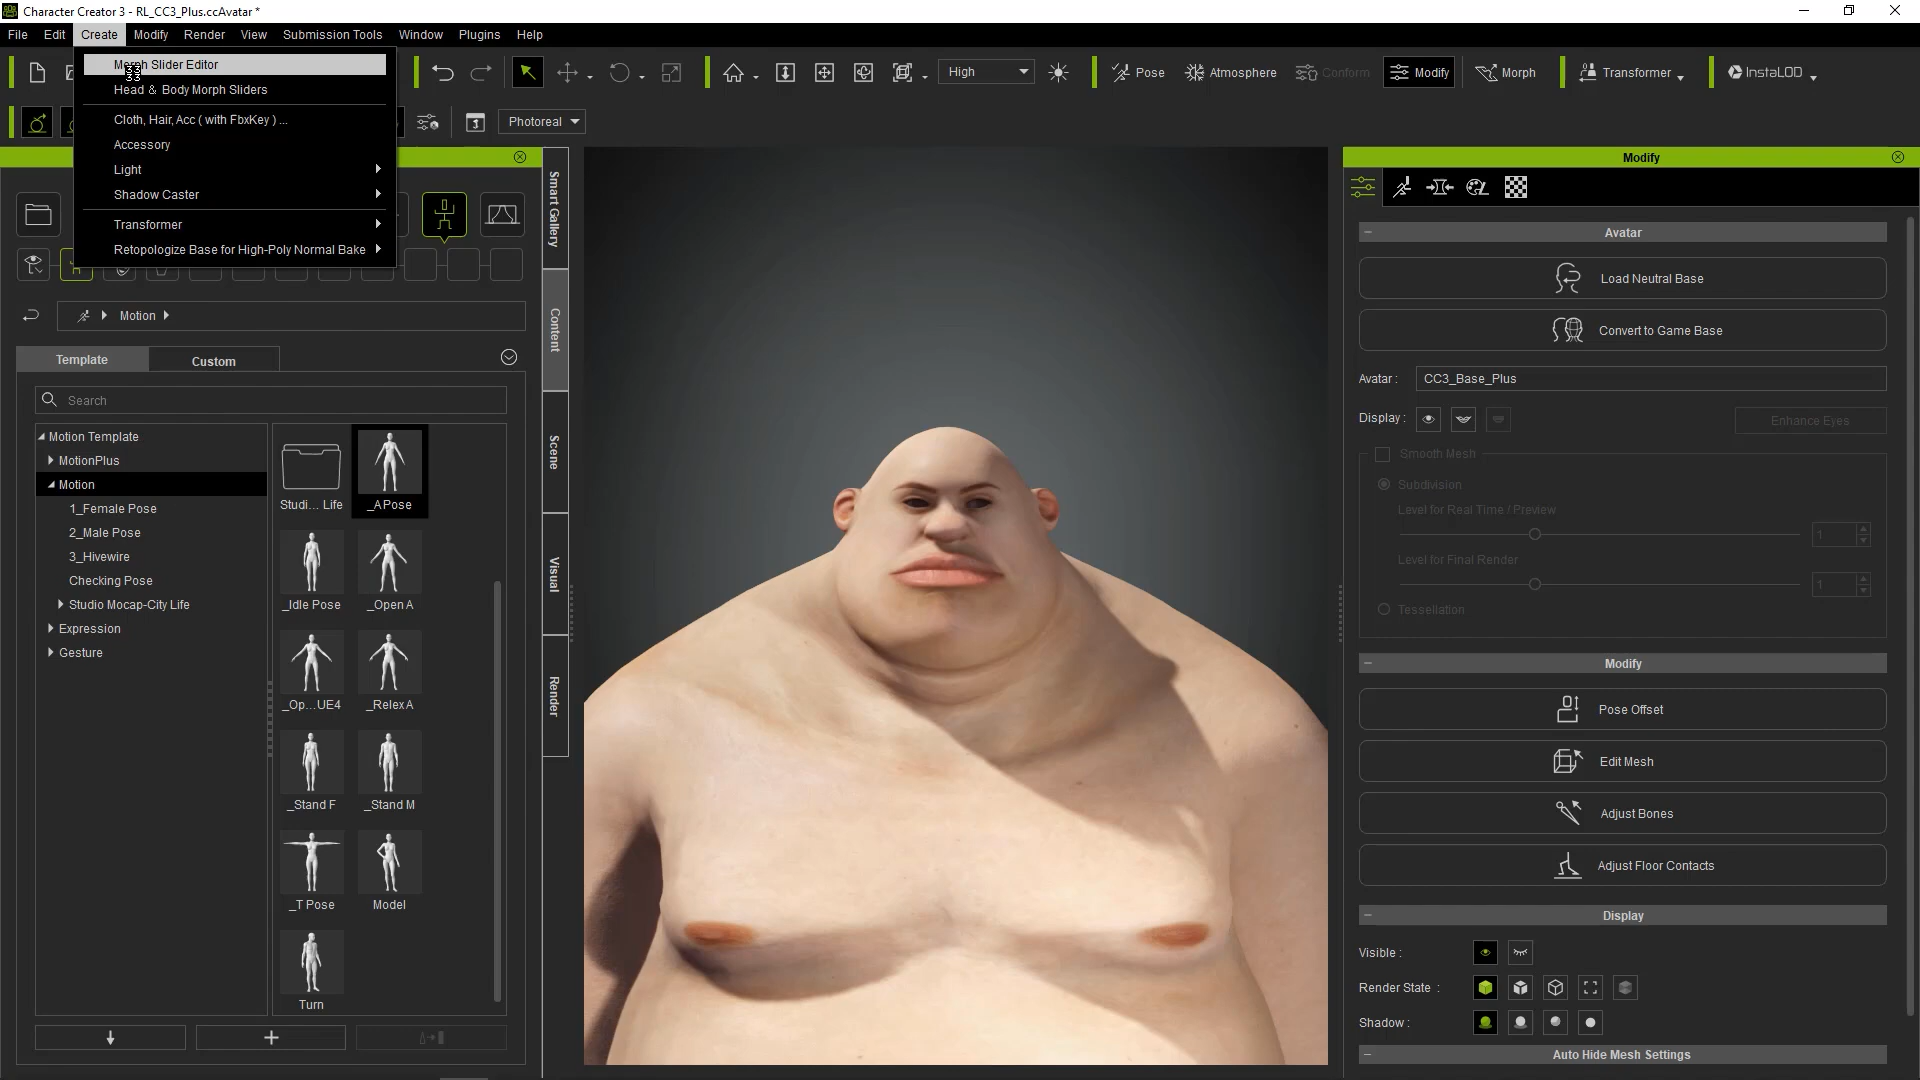 Character Creator 3 - RL_CC3_Plus.ccAvatar *
File Edit Create Modify Render View Submission Tools Window Plugins Help
Morph Slider Editor
Head & Body Morph Sliders
Cloth, Hair, Acc ( with FbxKey ) ...
Accessory
Light
Shadow Caster
Transformer
Retopologize Base for High-Poly Normal Bake
High
Pose
Atmosphere
Conform
Modify
Morph
Transformer
InstaLOD
Photoreal
Motion
Template
Custom
Search
Motion Template
MotionPlus
Motion
1_Female Pose
2_Male Pose
3_Hivewire
Checking Pose
Studio Mocap-City Life
Expression
Gesture
Studi... Life
_A Pose
_Idle Pose
_Open A
_Op...UE4
_Relex A
_Stand F
_Stand M
_T Pose
Model
Turn
Smart Gallery
Content
Scene
Visual
Render
Modify
Avatar
Load Neutral Base
Convert to Game Base
Avatar :
CC3_Base_Plus
Display :
Enhance Eyes
Smooth Mesh
Subdivision
Level for Real Time / Preview
1
Level for Final Render
1
Tessellation
Modify
Pose Offset
Edit Mesh
Adjust Bones
Adjust Floor Contacts
Display
Visible :
Render State :
Shadow :
Auto Hide Mesh Settings